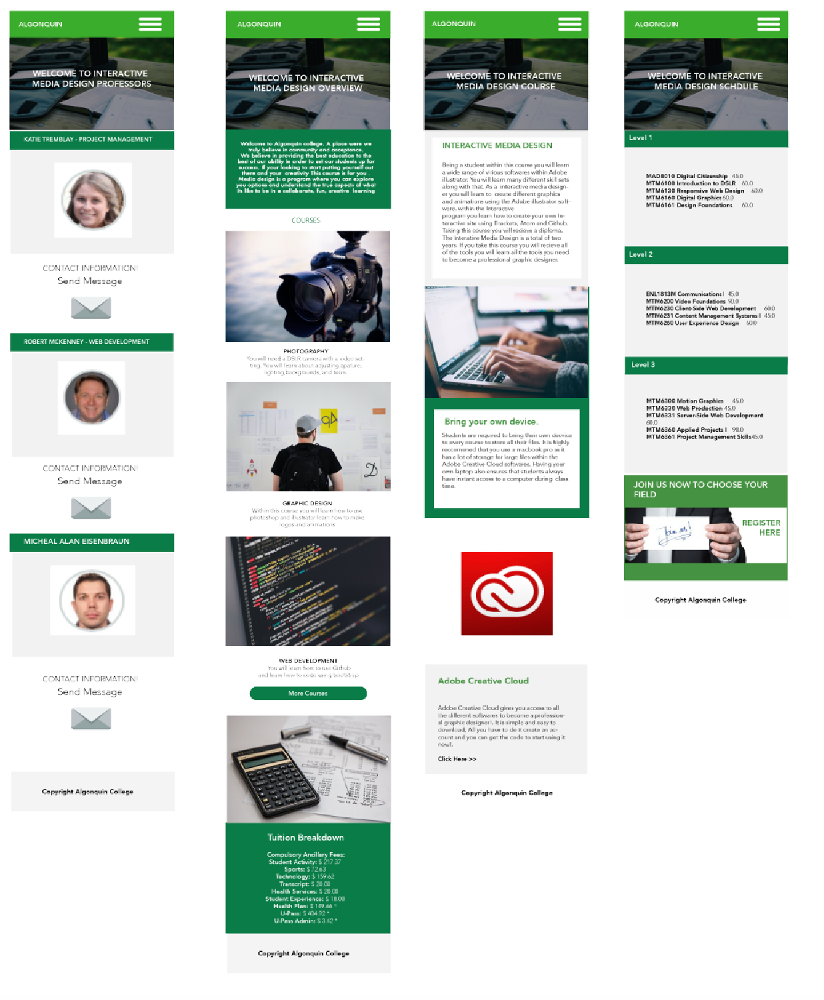 ALGONQUIN
WELCOME TO INTERACTIVE
MEDIA DESIGN PROFESSORS
KATIE TREMBLAY - PROJECT MANAGEMENT
CONTACT INFORMATION!
Send Message
ROBERT MCKENNEY - WEB DEVELOPMENT
CONTACT INFORMATION!
Send Message
MICHEAL ALAN EISENBRAUN
CONTACT INFORMATION!
Send Message
Copyright Algonquin College
ALGONQUIN
WELCOME TO INTERACTIVE
MEDIA DESIGN OVERVIEW
Welcome to Algonquin college. A place were we
truly believe in community and acceptance.
We believe in providing the best education to the
best of our ability in order to set our students up for
success. if your looking to start putting yourself out
there and your creativity This course is for you .
Media design is a program where you can explore
you options and understand the true aspects of what
its like to be in a collaborate, fun, creative learning
COURSES
PHOTOGRAPHY
You will need a DSLR camera with a video set-
ting. You will learn about adjusting apature,
lighting backgrounds, and tools.
GRAPHIC DESIGN
Within this course you will learn how to use
photoshop and illustrator learn how to make
logos and animations
WEB DEVELOPMENT
You will learn how to use Github
and learn how to code using bootstrap
More Courses
Tuition Breakdown
Compulsory Ancillary Fees:
Student Activity: $ 217.37
Sports: $ 72.63
Technology: $ 159.62
Transcript: $ 20.00
Health Services: $ 20.00
Student Experience: $ 18.00
Health Plan: $ 149.66 *
U-Pass: $ 404.92 *
U-Pass Admin: $ 3.42 *
Copyright Algonquin College
ALGONQUIN
WELCOME TO INTERACTIVE
MEDIA DESIGN COURSE
INTERACTIVE MEDIA DESIGN
Being a student within this course you will learn
a wide range of virious softwares within Adobe
illustrator. You will learn many different skill sets
along with that. As a interactive media design-
er you will learn to create different graphics
and animations using the Adobe illustrator soft-
ware. within the Interactive
program you learn how to create your own In-
teractive site using Brackets, Atom and Github.
Taking this course you will recieve a diploma.
The Interative Media Design is a total of two
years. If you take this course you will recieve all
of the tools you will learn all the tools you need
to become a professional graphic designer.
Bring your own device.
Students are required to bring their own decvice
to every course to store all their files. It is highly
reccomened that you use a macbook pro as it
has a lot of storage for large files within the
Adobe Creative Cloud softwares. Having your
own laptop also ensures that students always
have instant access to a computer during class
time.
Adobe Creative Cloud
Adobe Creative Cloud gives you access to all
the different softwares to become a profession-
al graphic designer!. It is simple and easy to
download, All you have to do it create an ac-
count and you can get the code to start using it
now!.
Click Here >>
Copyright Algonquin College
ALGONQUIN
WELCOME TO INTERACTIVE
MEDIA DESIGN SCHDULE
Level 1
MAD8010 Digital Citizenship 45.0
MTM6100 Introduction to DSLR 60.0
MTM6130 Responsive Web Design 60.0
MTM6160 Digital Graphics 60.0
MTM6161 Design Foundations 60.0
Level 2
ENL1813M Communications I 45.0
MTM6200 Video Foundations 90.0
MTM6230 Client-Side Web Development 60.0
MTM6231 Content Management Systems I 45.0
MTM6260 User Experience Design 60.0
Level 3
MTM6300 Motion Graphics 45.0
MTM6330 Web Production 45.0
MTM6331 Server-Side Web Development
60.0
MTM6360 Applied Projects I 90.0
MTM6361 Project Management Skills 45.0
JOIN US NOW TO CHOOSE YOUR
FIELD
Join us!
REGISTER
HERE
Copyright Algonquin College